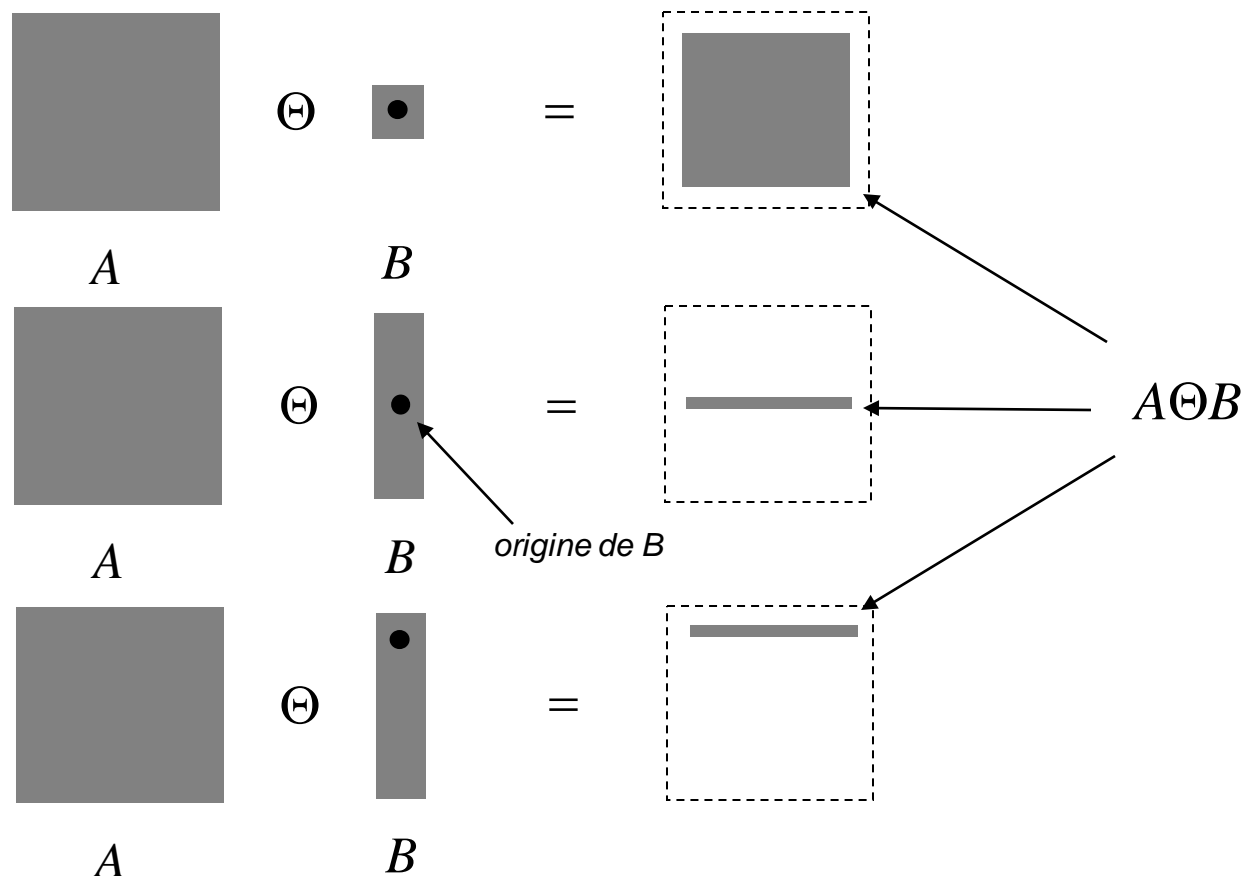 Θ =
A B
Θ = AΘB
origine de B
A B
Θ =
A B